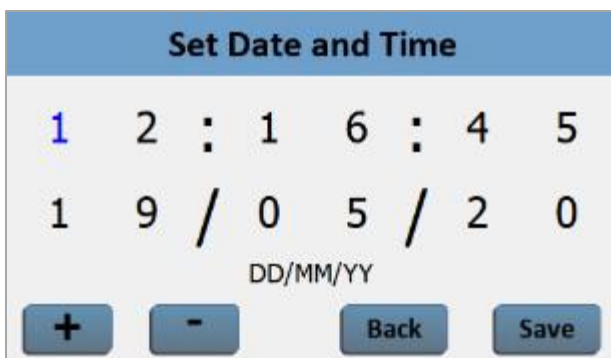 Set Date and Time
1 2 : 1 6 : 4 5
1 9 / 0 5 / 2 0
DD/MM/YY
+ - Back Save